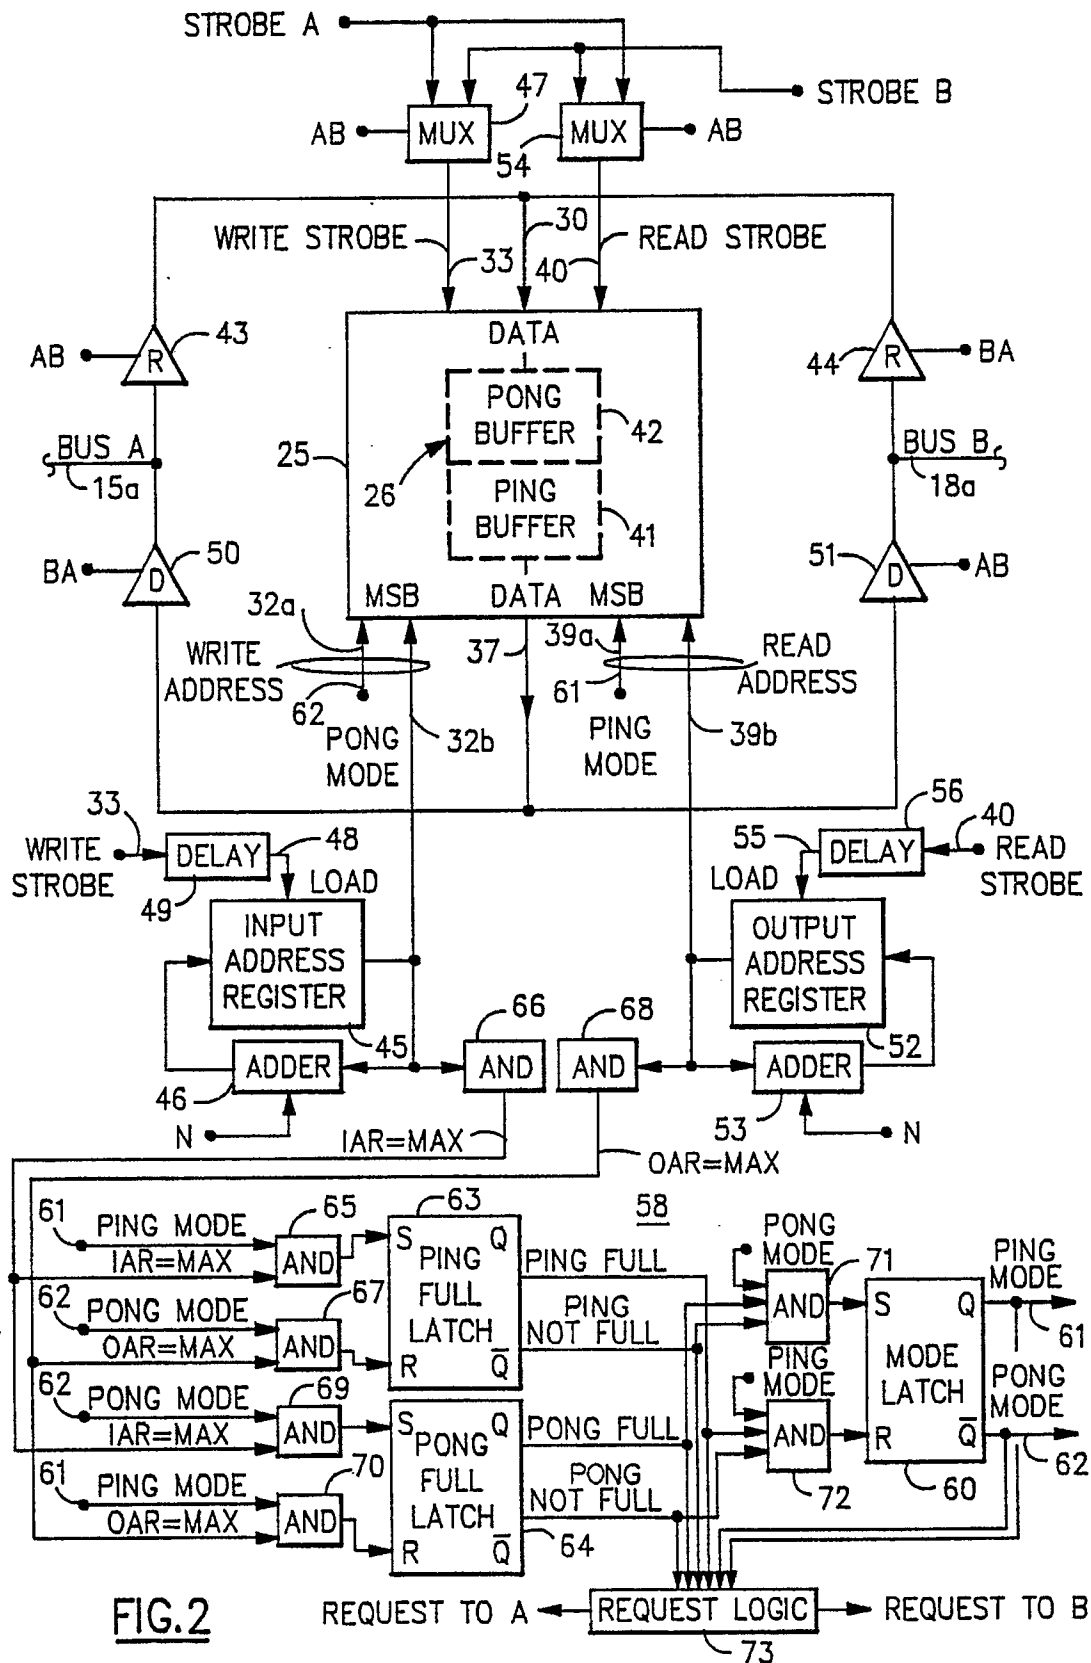 STROBE A
STROBE B
47
AB
MUX
MUX
AB
54
WRITE STROBE
30
READ STROBE
33
40
43
DATA
44
AB
R
R
BA
PONG
BUFFER
42
BUS A
25
BUS B
15a
26
18a
PING
BUFFER
41
50
51
BA
D
D
AB
MSB
DATA
MSB
32a
37
39a
WRITE
ADDRESS
READ
ADDRESS
62
61
PONG
MODE
32b
PING
MODE
39b
33
WRITE
STROBE
DELAY
48
49
LOAD
56
40
55
DELAY
READ
STROBE
LOAD
INPUT
ADDRESS
REGISTER
45
OUTPUT
ADDRESS
REGISTER
52
66
68
ADDER
AND
AND
ADDER
46
53
N
N
IAR=MAX
OAR=MAX
58
61
PING MODE
IAR=MAX
65
AND
62
PONG MODE
OAR=MAX
67
AND
62
PONG MODE
IAR=MAX
69
AND
61
PING MODE
OAR=MAX
70
AND
63
S
Q
PING
FULL
LATCH
R
Q̅
PING FULL
PING
NOT FULL
S
Q
PONG
FULL
LATCH
R
Q̅
64
PONG FULL
PONG
NOT FULL
PONG
MODE
71
AND
PING
MODE
AND
72
S
Q
MODE
LATCH
R
Q̅
60
PING
MODE
61
PONG
MODE
62
FIG.2
REQUEST TO A
REQUEST LOGIC
REQUEST TO B
73